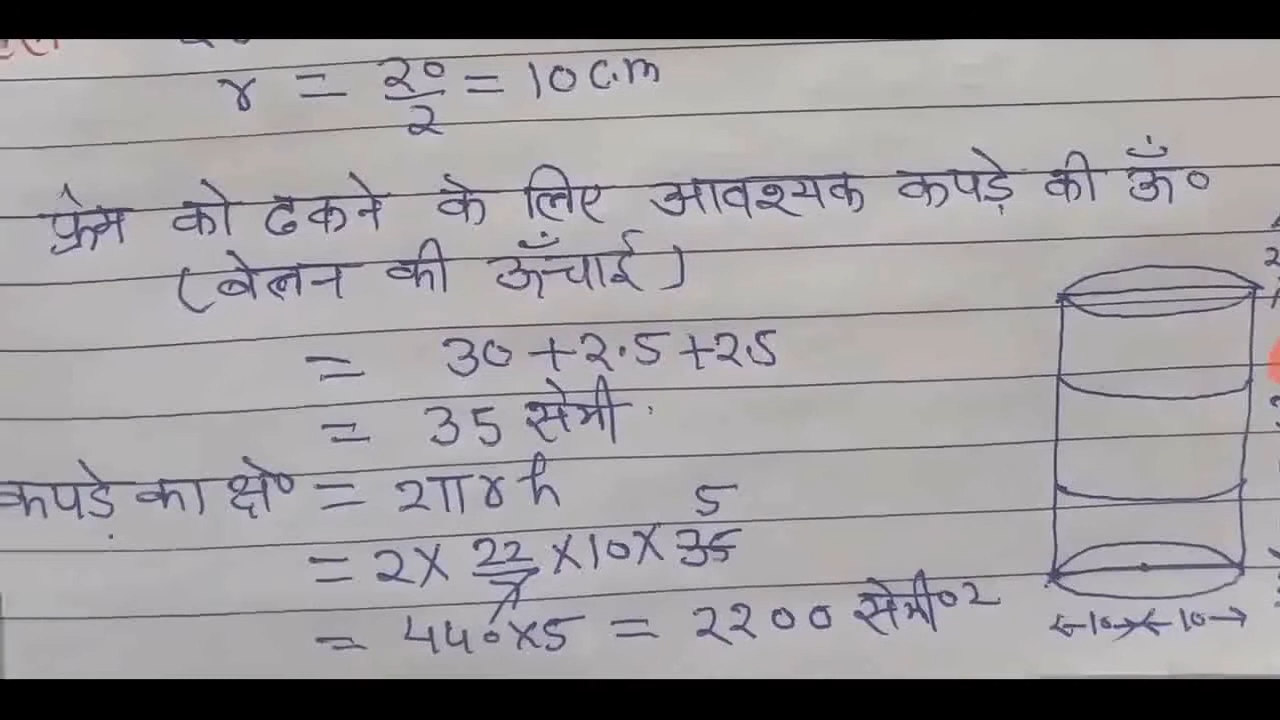 r = 20/2 = 10 c.m
फ्रेम को ढकने के लिए आवश्यक कपड़े की ऊँ०
(बेलन की ऊँचाई)
= 30 + 2.5 + 2.5
= 35 सेमी.
कपड़े का क्षे० = 2πrh
5
= 2 × 22/7 × 10 × 35
= 440 × 5 = 2200 सेमी०2
10 10